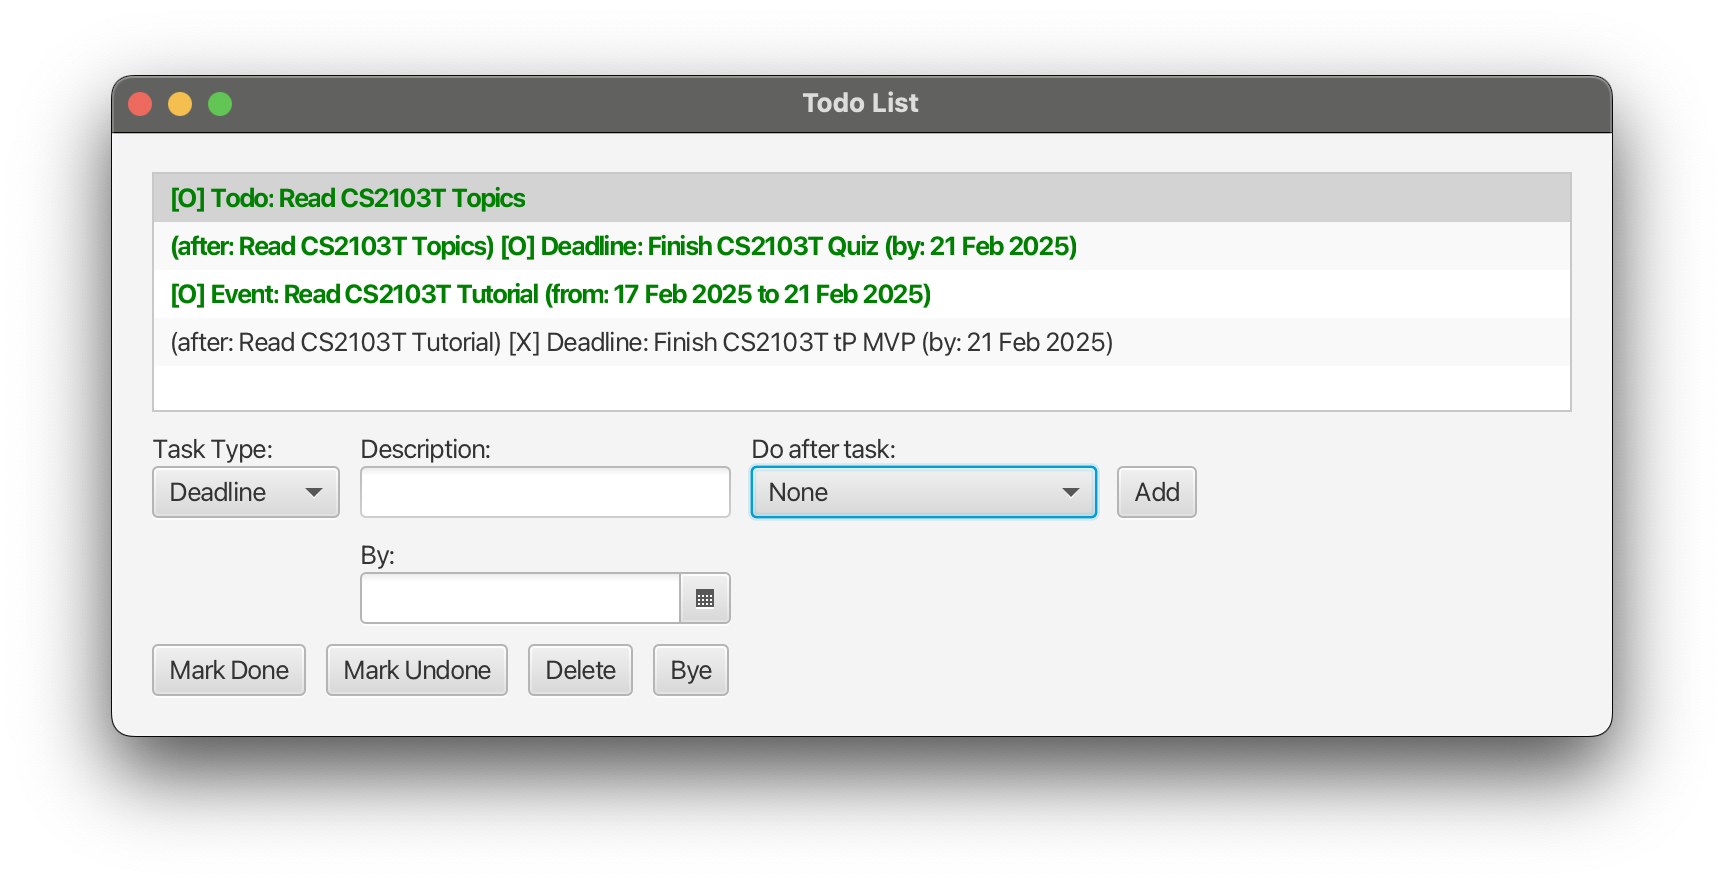 Todo List
[O] Todo: Read CS2103T Topics
(after: Read CS2103T Topics) [O] Deadline: Finish CS2103T Quiz (by: 21 Feb 2025)
[O] Event: Read CS2103T Tutorial (from: 17 Feb 2025 to 21 Feb 2025)
(after: Read CS2103T Tutorial) [X] Deadline: Finish CS2103T tP MVP (by: 21 Feb 2025)
Task Type: Description: Do after task:
Deadline None Add
By:
Mark Done Mark Undone Delete Bye